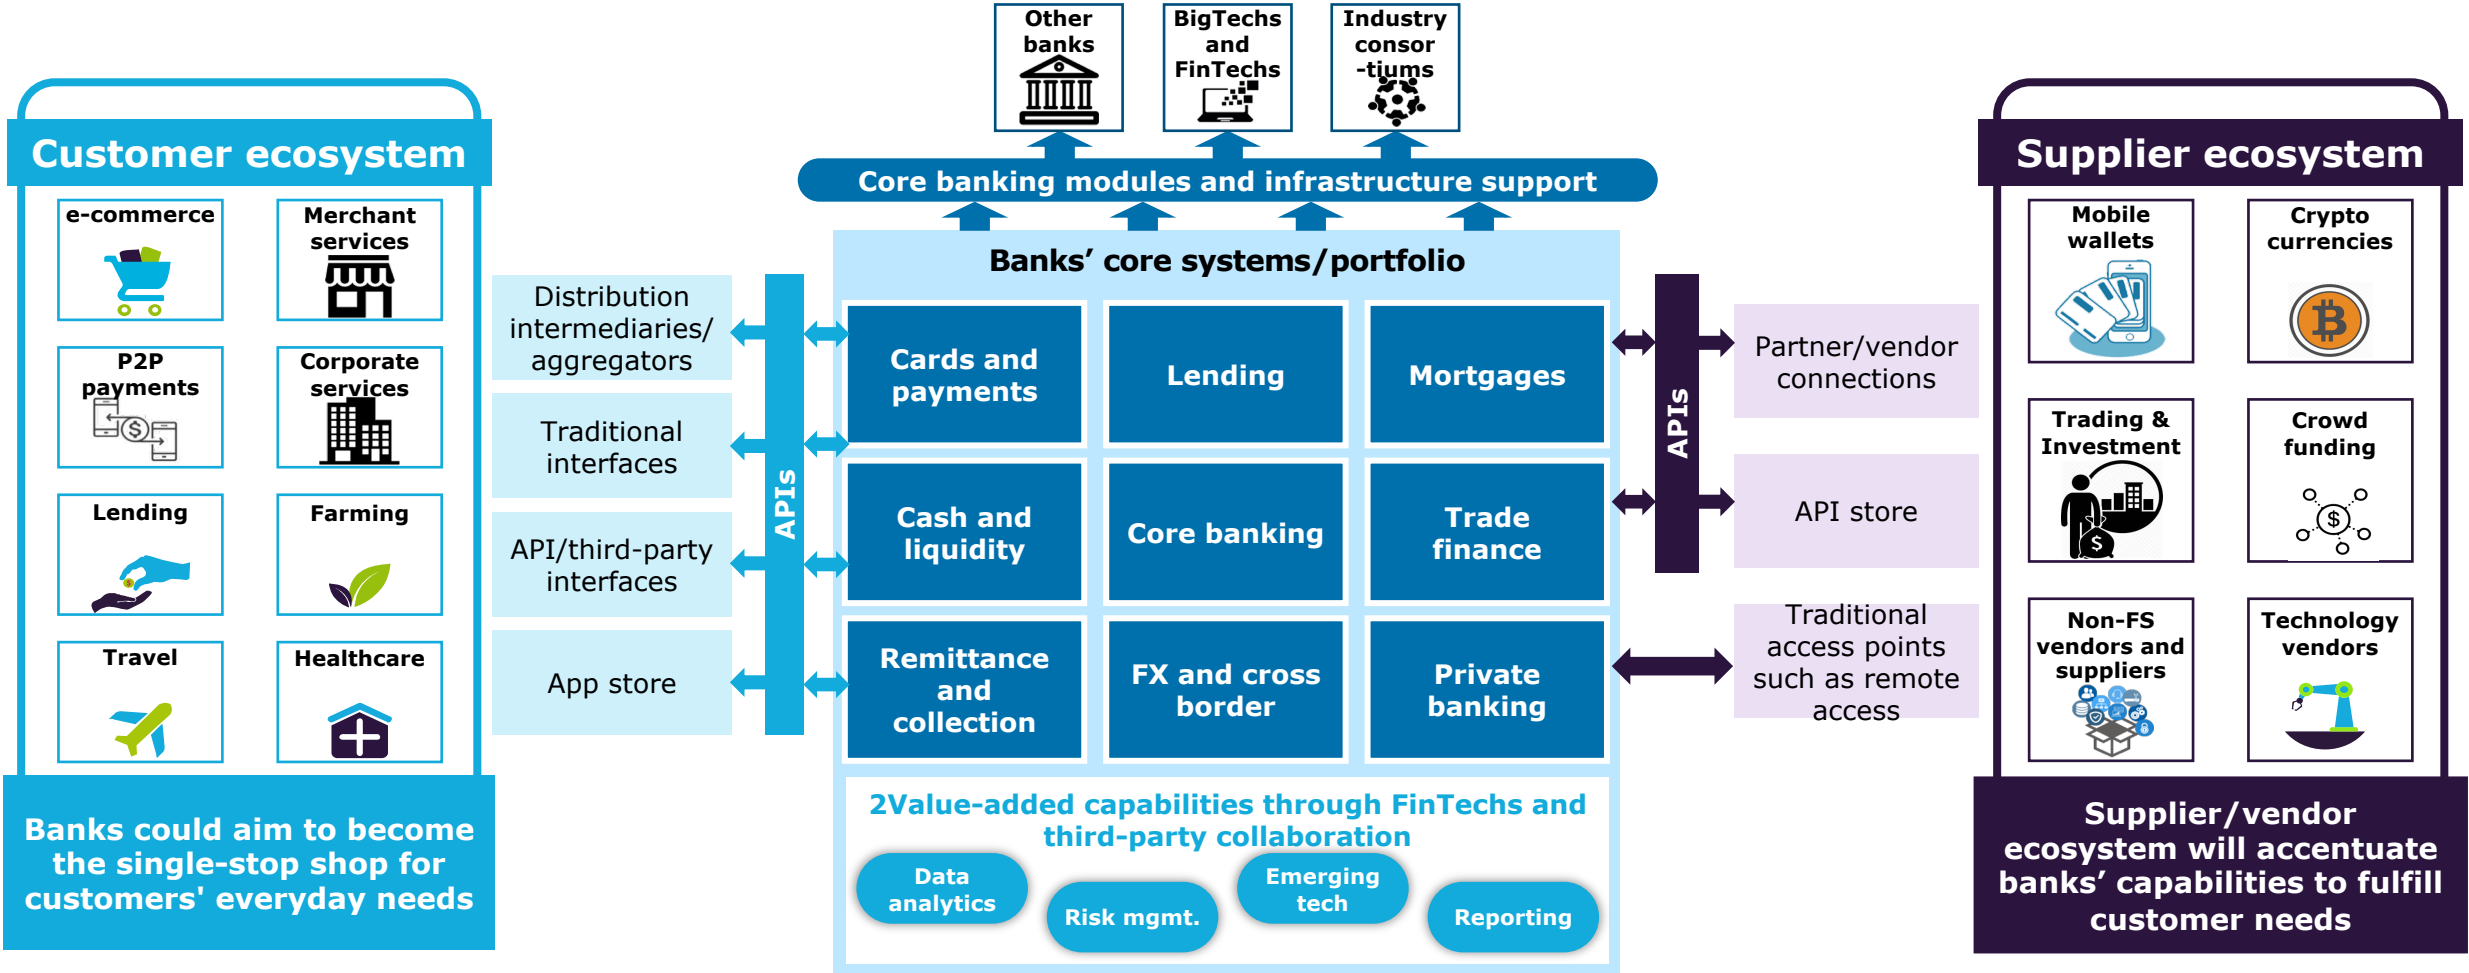 Other
banks
BigTechs
and
FinTechs
Industry
consor
-tiums
Core banking modules and infrastructure support
Customer ecosystem
e-commerce
Merchant
services
P2P
payments
Corporate
services
Lending
Farming
Travel
Healthcare
Banks could aim to become
the single-stop shop for
customers' everyday needs
Distribution
intermediaries/
aggregators
Traditional
interfaces
API/third-party
interfaces
App store
APIs
Banks’ core systems/portfolio
Cards and
payments
Lending
Mortgages
Cash and
liquidity
Core banking
Trade
finance
Remittance
and
collection
FX and cross
border
Private
banking
2Value-added capabilities through FinTechs and
third-party collaboration
Data
analytics
Risk mgmt.
Emerging
tech
Reporting
APIs
Partner/vendor
connections
API store
Traditional
access points
such as remote
access
Supplier ecosystem
Mobile
wallets
Crypto
currencies
Trading &
Investment
Crowd
funding
Non-FS
vendors and
suppliers
Technology
vendors
Supplier/vendor
ecosystem will accentuate
banks’ capabilities to fulfill
customer needs